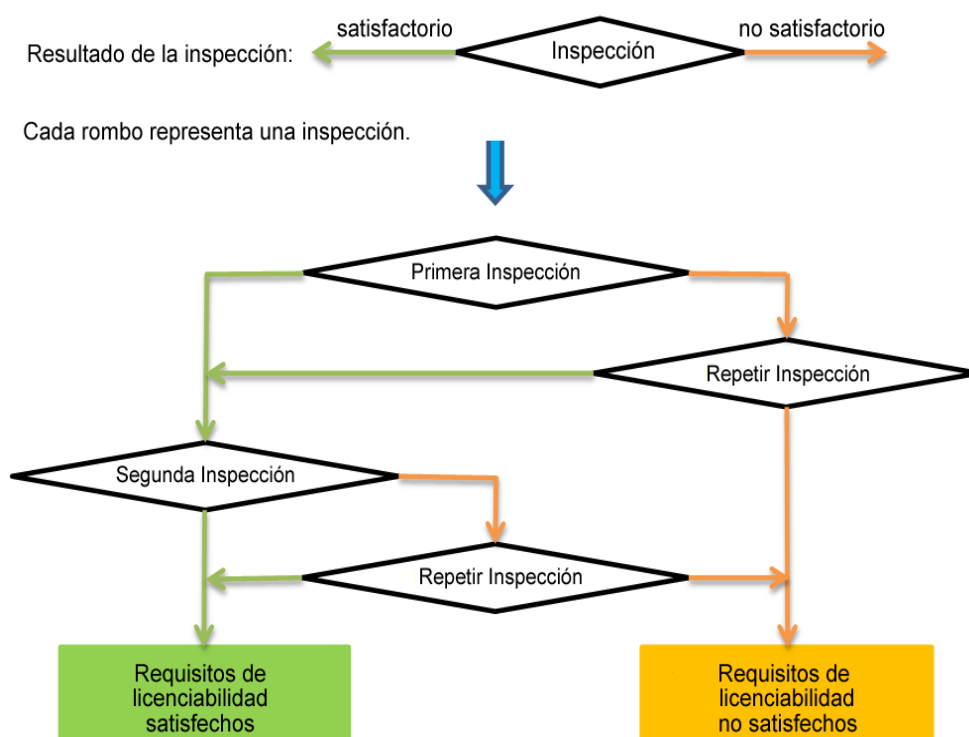 satisfactorio
Inspección
no satisfactorio
Resultado de la inspección:
Cada rombo representa una inspección.
Primera Inspección
Repetir Inspección
Segunda Inspección
Repetir Inspección
Requisitos de
licenciabilidad
satisfechos
Requisitos de
licenciabilidad
no satisfechos